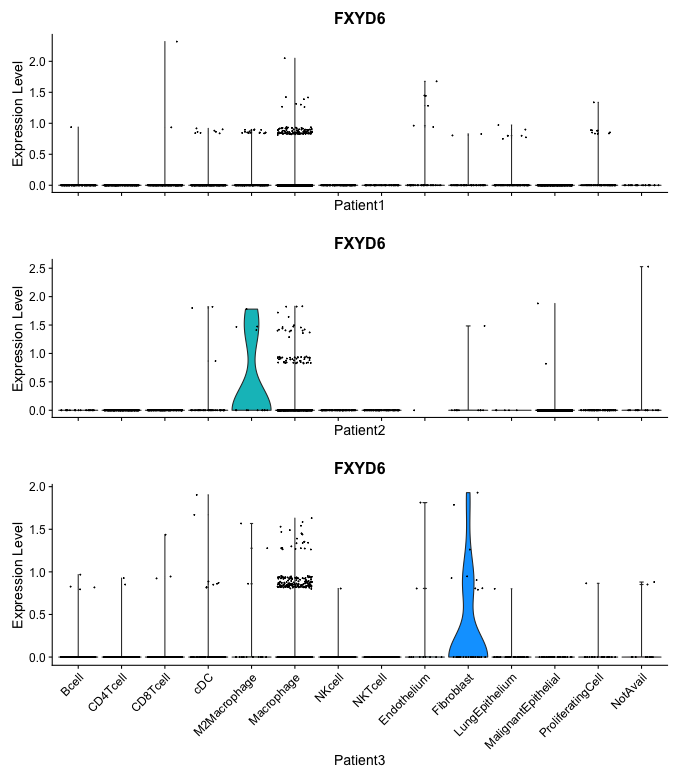 FXYD6
Expression Level
2.0
1.5
1.0
0.5
0.0
Patient1
FXYD6
Expression Level
2.5
2.0
1.5
1.0
0.5
0.0
Patient2
FXYD6
Expression Level
2.0
1.5
1.0
0.5
0.0
Bcell
CD4Tcell
CD8Tcell
cDC
M2Macrophage
Macrophage
NKcell
NKTcell
Endothelium
Fibroblast
LungEpithelium
MalignantEpithelial
ProliferatingCell
NotAvail
Patient3